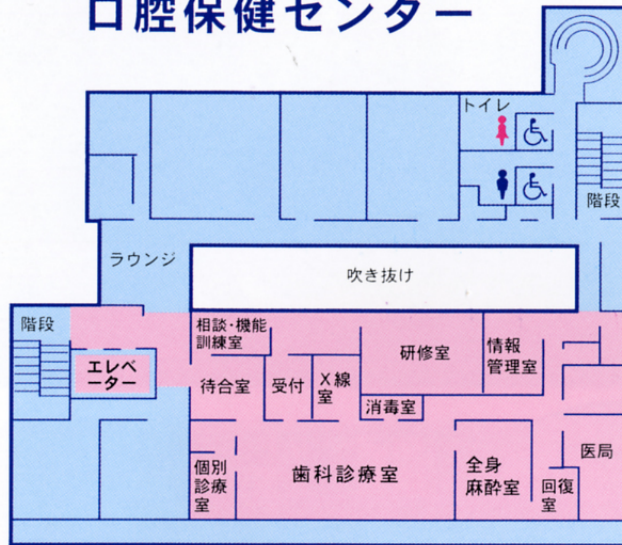 口腔保健センター
トイレ
階段
ラウンジ
吹き抜け
階段
相談・機能
訓練室
エレベ
ーター
待合室
受付
X線
室
研修室
情報
管理室
消毒室
個別
診療
室
歯科診療室
全身
麻酔室
回復
室
医局